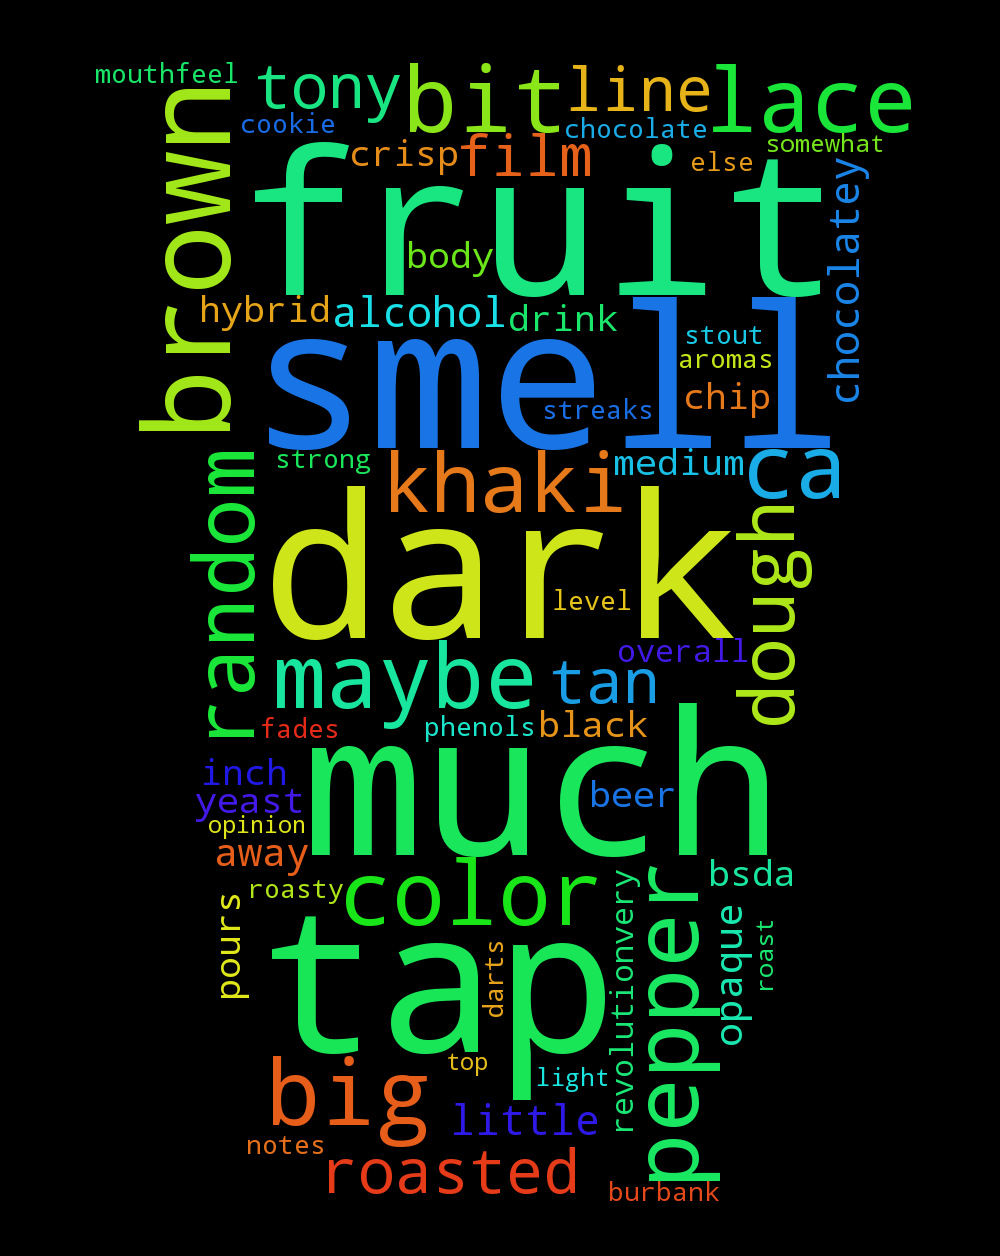 mouthfeel
tony
bit
line
lace
cookie
chocolate
somewhat
brown
crisp
film
else
fruit
chocolatey
body
hybrid
alcohol
drink
smell
stout
aromas
chip
streaks
strong
khaki
medium
ca
random
dark
dough
level
maybe
tan
overall
fades
phenols
black
inch
much
yeast
beer
opinion
away
color
bsda
roasty
pours
tap
darts
revolutionvery
pepper
opaque
roast
big
top
light
little
notes
roasted
burbank